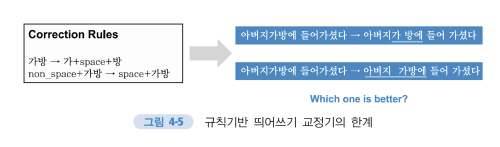 Correction Rules
가방 → 가+space+방
non_space+가방 → space+가방
아버지가방에 들어가셨다 → 아버지가 방에 들어 가셨다
아버지가방에 들어가셨다 → 아버지 가방에 들어 가셨다
Which one is better?
그림 4-5 규칙기반 띄어쓰기 교정기의 한계